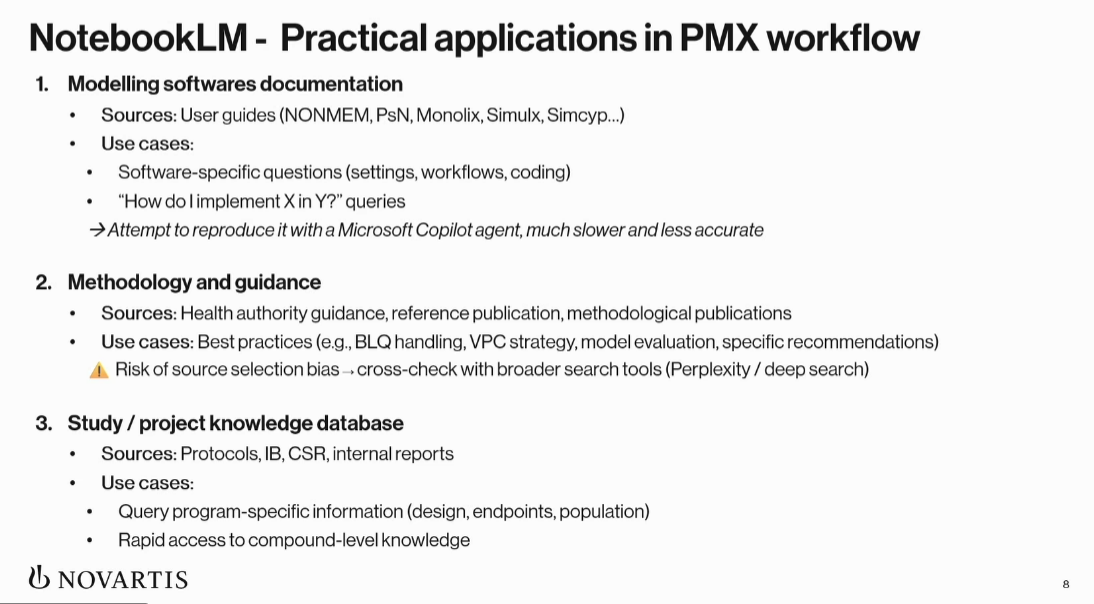 NotebookLM - Practical applications in PMX workflow
1. Modelling softwares documentation
• Sources: User guides (NONMEM, PsN, Monolix, Simulx, Simcyp...)
• Use cases:
• Software-specific questions (settings, workflows, coding)
• "How do I implement X in Y?" queries
→Attempt to reproduce it with a Microsoft Copilot agent, much slower and less accurate
2. Methodology and guidance
• Sources: Health authority guidance, reference publication, methodological publications
• Use cases: Best practices (e.g., BLQ handling, VPC strategy, model evaluation, specific recommendations)
⚠ Risk of source selection bias→cross-check with broader search tools (Perplexity / deep search)
3. Study / project knowledge database
• Sources: Protocols, IB, CSR, internal reports
• Use cases:
• Query program-specific information (design, endpoints, population)
• Rapid access to compound-level knowledge
NOVARTIS
8